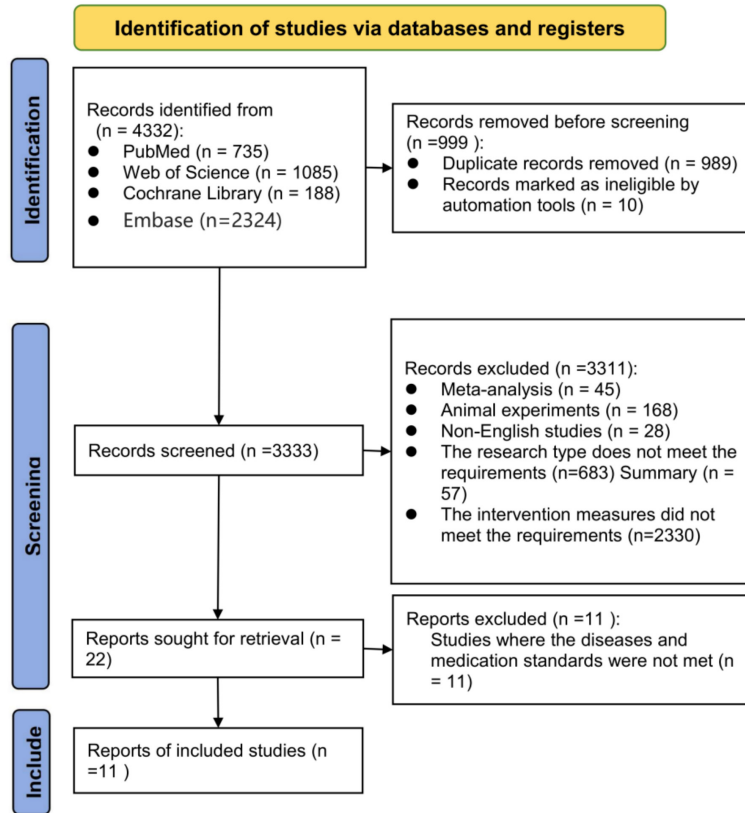 Identification of studies via databases and registers
Identification
Records identified from
(n = 4332):
● PubMed (n = 735)
● Web of Science (n = 1085)
● Cochrane Library (n = 188)
● Embase (n=2324)
Records removed before screening
(n =999 ):
● Duplicate records removed (n = 989)
● Records marked as ineligible by
automation tools (n = 10)
Screening
Records screened (n =3333)
Records excluded (n =3311):
● Meta-analysis (n = 45)
● Animal experiments (n = 168)
● Non-English studies (n = 28)
● The research type does not meet the
requirements (n=683) Summary (n =
57)
● The intervention measures did not
meet the requirements (n=2330)
Reports sought for retrieval (n =
22)
Reports excluded (n =11 ):
Studies where the diseases and
medication standards were not met (n
= 11)
Include
Reports of included studies (n
=11 )